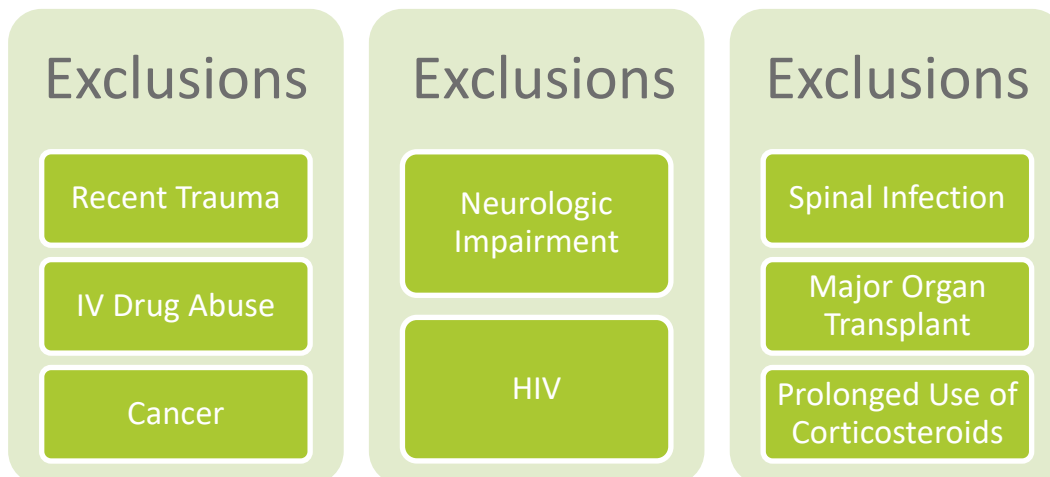 Exclusions
Recent Trauma
IV Drug Abuse
Cancer
Exclusions
Neurologic
Impairment
HIV
Exclusions
Spinal Infection
Major Organ
Transplant
Prolonged Use of
Corticosteroids